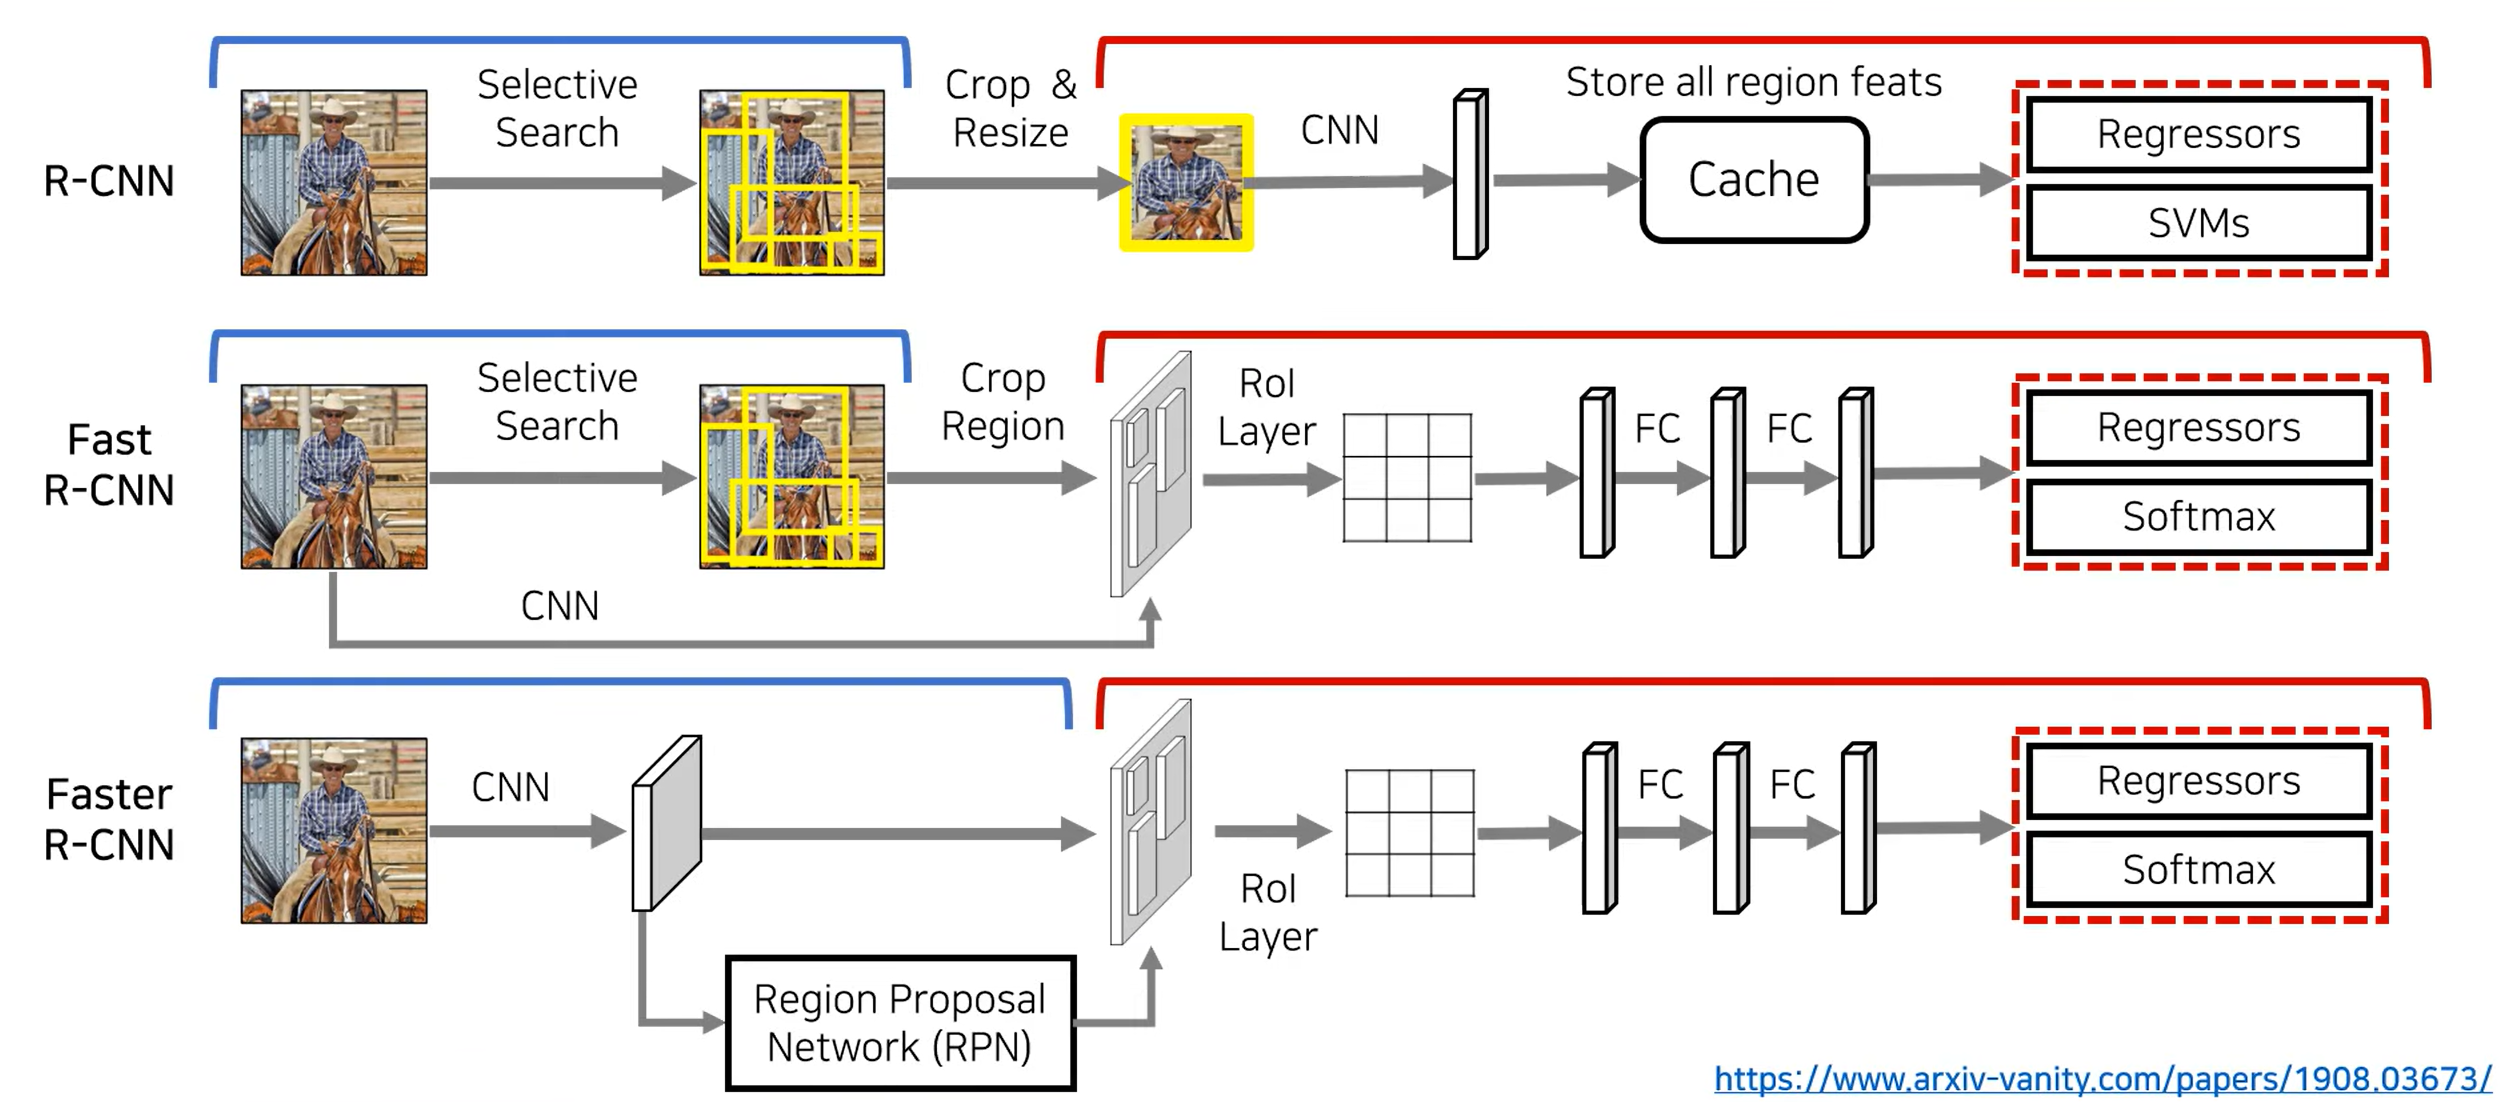 Selective
Search
Crop &
Resize
CNN
Store all region feats
R-CNN
Cache
Regressors
SVMs
Selective
Search
Crop
Region
RoI
Layer
FC
FC
Fast
R-CNN
Regressors
Softmax
CNN
CNN
Faster
R-CNN
RoI
Layer
FC
FC
Regressors
Softmax
Region Proposal
Network (RPN)
https://www.arxiv-vanity.com/papers/1908.03673/